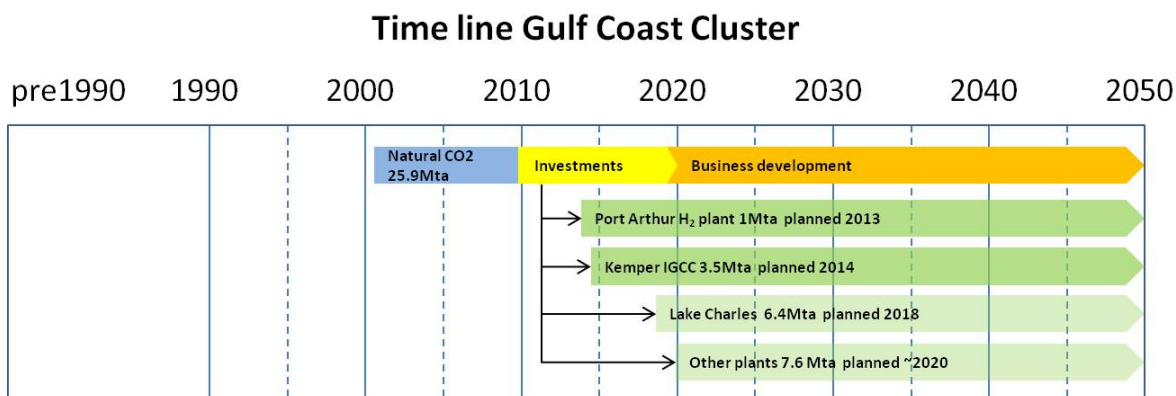 Time line Gulf Coast Cluster
pre1990 1990 2000 2010 2020 2030 2040 2050
Natural CO2
25.9Mta
Investments
Business development
Port Arthur H₂ plant 1Mta planned 2013
Kemper IGCC 3.5Mta planned 2014
Lake Charles 6.4Mta planned 2018
Other plants 7.6 Mta planned ~2020